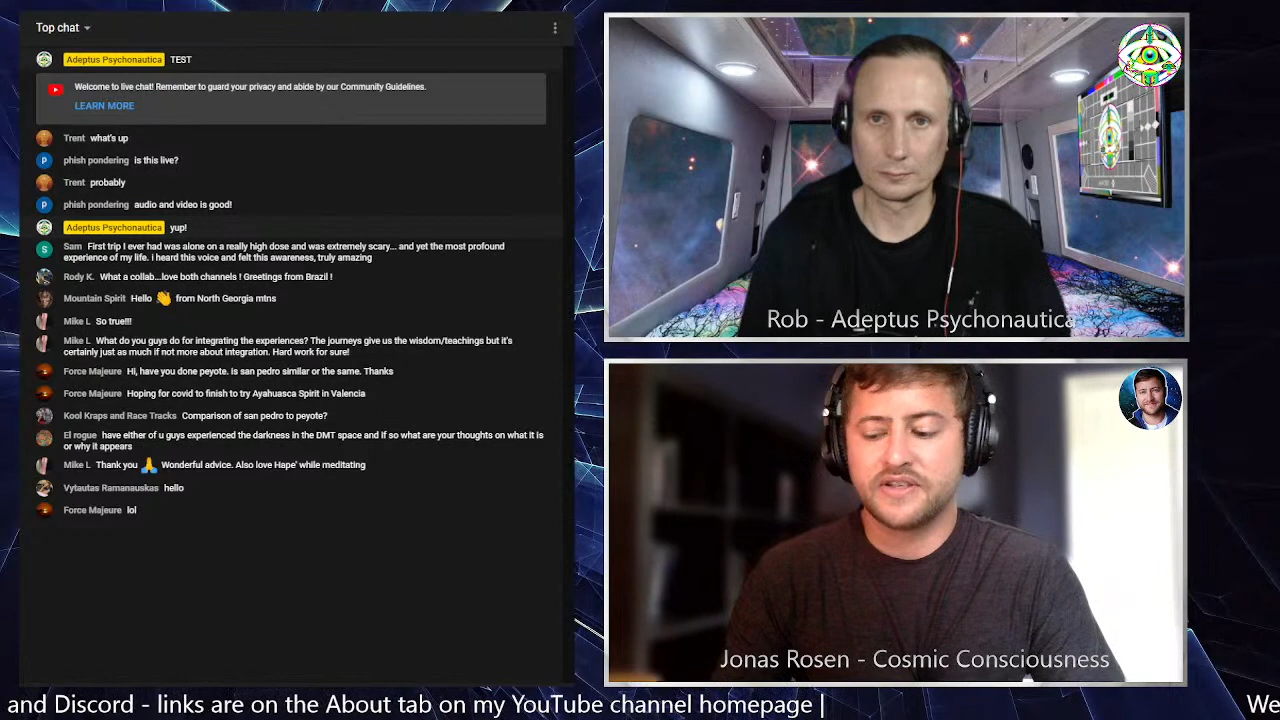 Top chat
Adeptus Psychonautica TEST
Welcome to live chat! Remember to guard your privacy and abide by our Community Guidelines.
LEARN MORE
Trent what's up
P phish pondering is this live?
Trent probably
P phish pondering audio and video is good!
Adeptus Psychonautica yup!
S Sam First trip I ever had was alone on a really high dose and was extremely scary... and yet the most profound
experience of my life. i heard this voice and felt this awareness, truly amazing
Rody K. What a collab...love both channels ! Greetings from Brazil !
Mountain Spirit Hello 👋 from North Georgia mtns
Mike L So true!!!
Mike L What do you guys do for integrating the experiences? The journeys give us the wisdom/teachings but it's
certainly just as much if not more about integration. Hard work for sure!
Force Majeure Hi, have you done peyote. is san pedro similar or the same. Thanks
Force Majeure Hoping for covid to finish to try Ayahuasca Spirit in Valencia
Kool Kraps and Race Tracks Comparison of san pedro to peyote?
El rogue have either of u guys experienced the darkness in the DMT space and if so what are your thoughts on what it is
or why it appears
Mike L Thank you 🙏 Wonderful advice. Also love Hape' while meditating
Vytautas Ramanauskas hello
Force Majeure lol
Rob - Adeptus Psychonautica
Jonas Rosen - Cosmic Consciousness
and Discord - links are on the About tab on my YouTube channel homepage | We